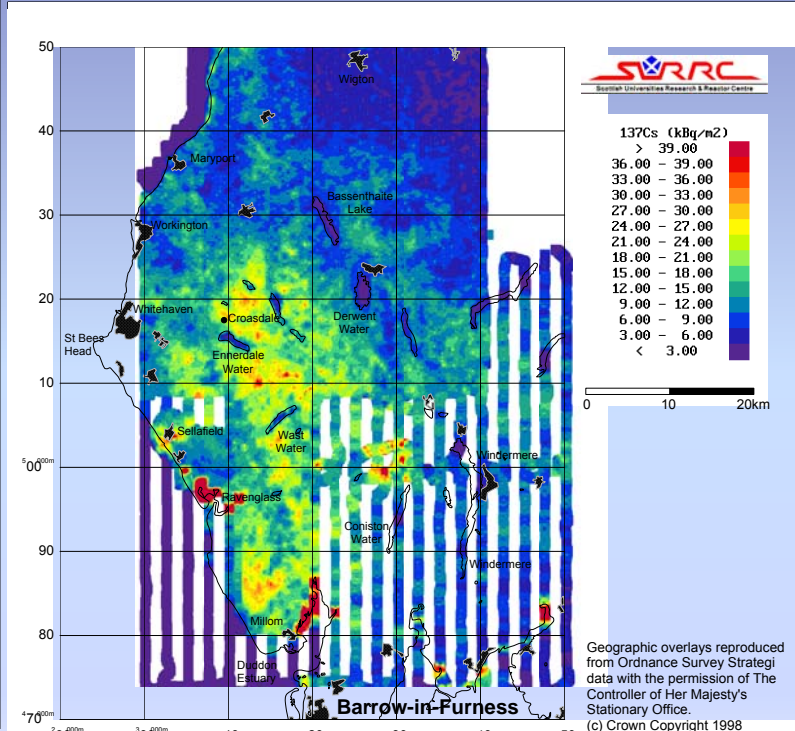 50
Wigton
SURRC
Scottish Universities Research & Reactor Centre
40
137Cs (kBq/m2)
> 39.00
36.00 - 39.00
33.00 - 36.00
30.00 - 33.00
27.00 - 30.00
24.00 - 27.00
21.00 - 24.00
18.00 - 21.00
15.00 - 18.00
12.00 - 15.00
9.00 - 12.00
6.00 - 9.00
3.00 - 6.00
< 3.00
Maryport
Bassenthaite
Lake
30
Workington
20
Whitehaven
Croasdale
Derwent
Water
St Bees
Head
Ennerdale
Water
10
0 10 20km
Sellafield
Wast
Water
Windermere
500000m
Ravenglass
Coniston
Water
90
Windermere
Millom
80
Duddon
Estuary
Geographic overlays reproduced
from Ordnance Survey Strategi
data with the permission of The
Controller of Her Majesty's
Stationary Office.
(c) Crown Copyright 1998
Barrow-in-Furness
470000m